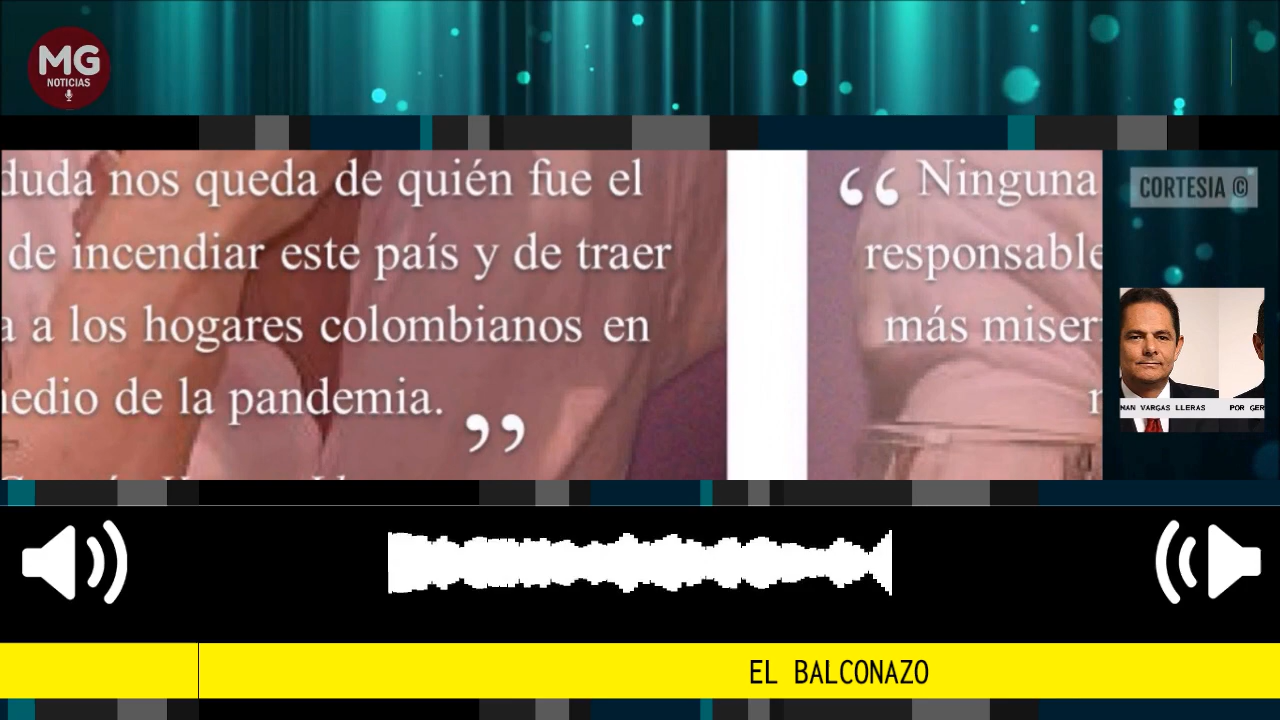 MG
NOTICIAS
duda nos queda de quién fue el
de incendiar este país y de traer
a a los hogares colombianos en
edio de la pandemia.
”
“ Ninguna
responsable
más miser
CORTESIA ©
MAN VARGAS LLERAS POR GER
EL BALCONAZO